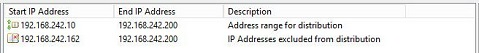 Start IP Address End IP Address Description
192.168.242.10 192.168.242.200 Address range for distribution
192.168.242.162 192.168.242.200 IP Addresses excluded from distribution